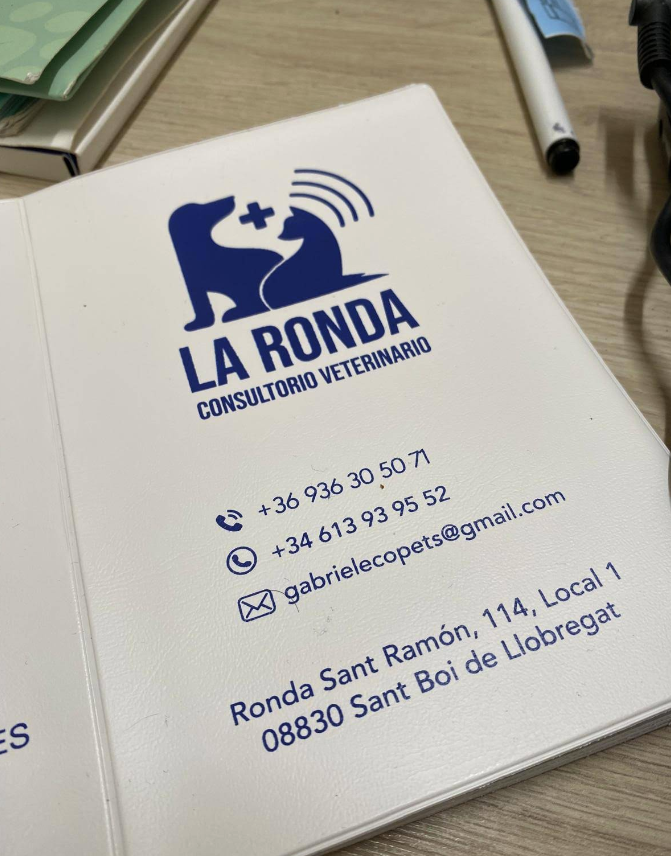 LA RONDA
CONSULTORIO VETERINARIO
+36 936 30 50 71
+34 613 93 95 52
gabrielecopets@gmail.com
Ronda Sant Ramón, 114, Local 1
08830 Sant Boi de Llobregat
ES